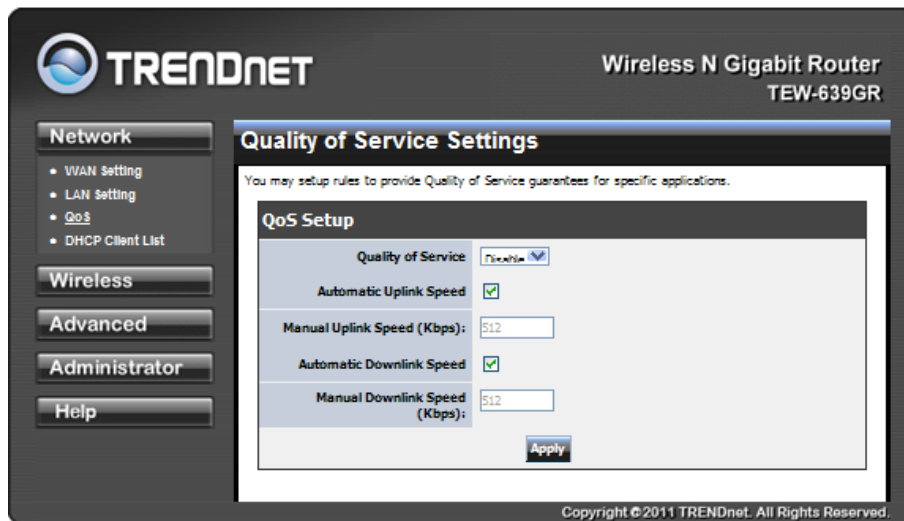 TRENDNET
Wireless N Gigabit Router
TEW-639GR
Network
WAN Setting
LAN Setting
QoS
DHCP Client List
Wireless
Advanced
Administrator
Help
Quality of Service Settings
You may setup rules to provide Quality of Service guarantees for specific applications.
QoS Setup
Quality of Service Disable
Automatic Uplink Speed
Manual Uplink Speed (Kbps): 512
Automatic Downlink Speed
Manual Downlink Speed
(Kbps): 512
Apply
Copyright ©2011 TRENDnet. All Rights Reserved.